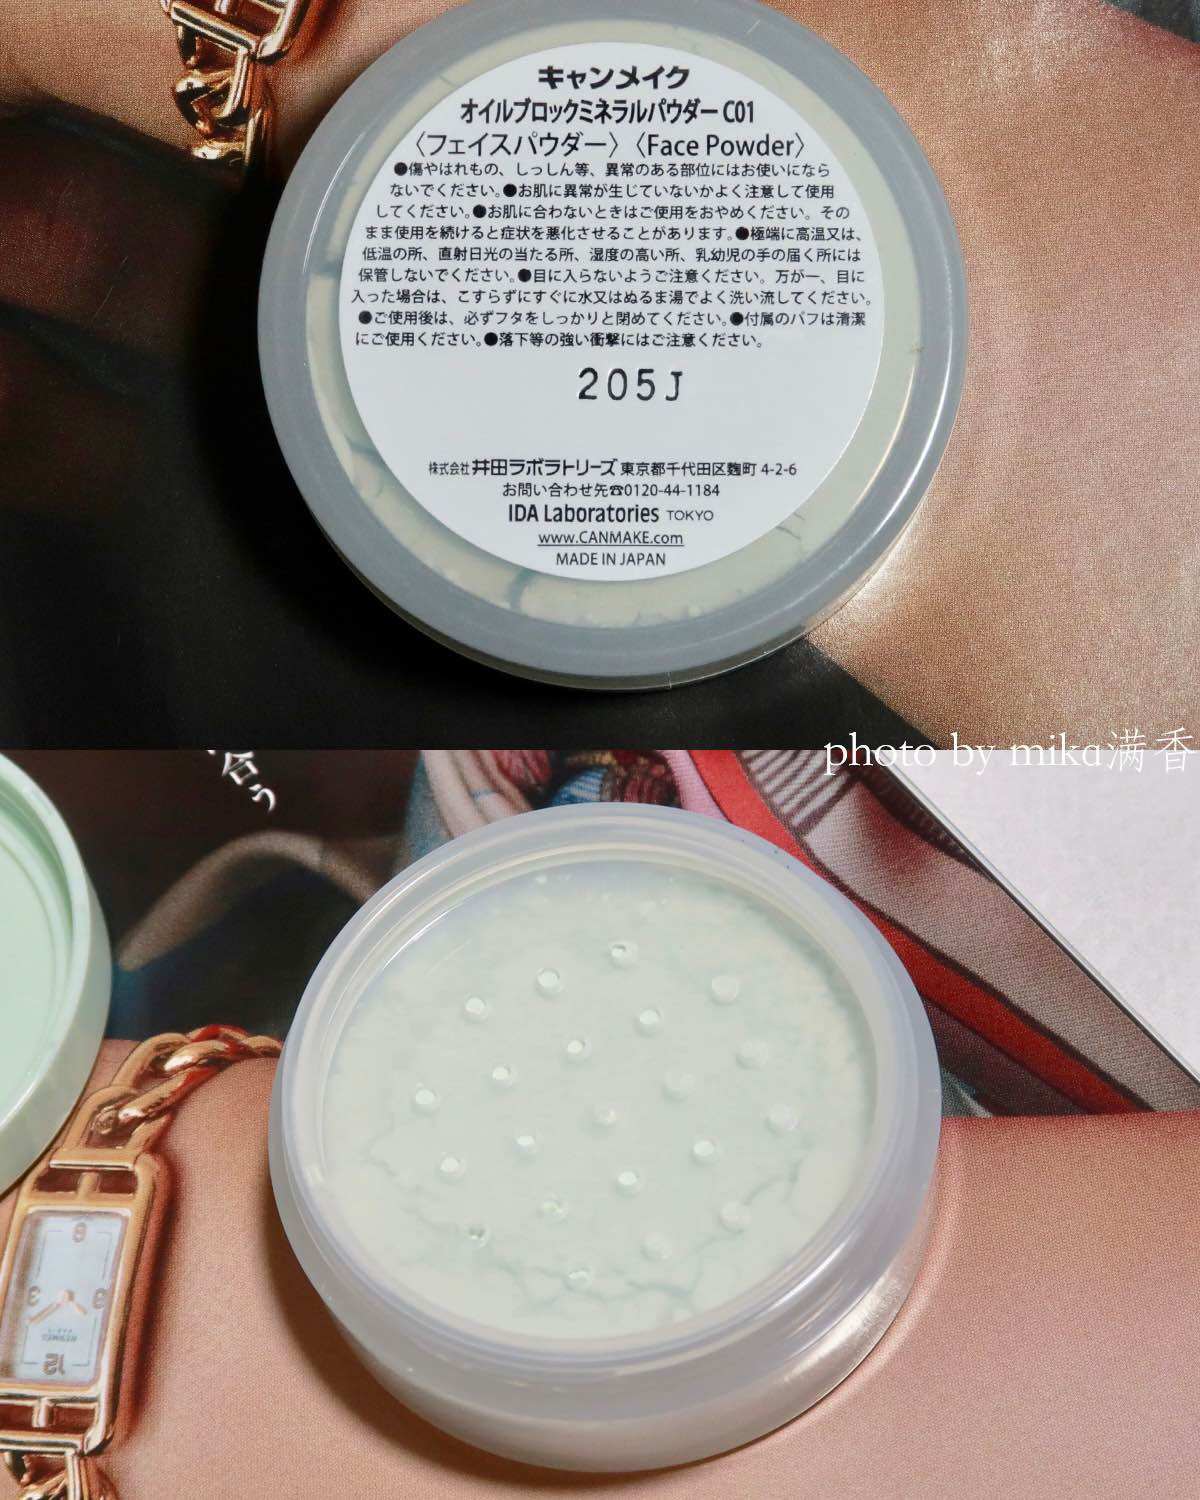 キャンメイク
オイルブロックミネラルパウダー C01
〈フェイスパウダー〉〈Face Powder〉
●傷やはれもの、しっしん等、異常のある部位にはお使いになら
ないでください。●お肌に異常が生じていないかよく注意して使用
してください。●お肌に合わないときはご使用をおやめください。その
まま使用を続けると症状を悪化させることがあります。●極端に高温又は、
低温の所、直射日光の当たる所、湿度の高い所、乳幼児の手の届く所には
保管しないでください。●目に入らないようご注意ください。万が一、目に
入った場合は、こすらずにすぐに水又はぬるま湯でよく洗い流してください。
●ご使用後は、必ずフタをしっかりと閉めてください。●付属のパフは清潔
にご使用ください。●落下等の強い衝撃にはご注意ください。
205J
株式会社 井田ラボラトリーズ 東京都千代田区麹町 4-2-6
お問い合わせ先☎0120-44-1184
IDA Laboratories TOKYO
www.CANMAKE.com
MADE IN JAPAN
photo by mika満香
合う
HERMES